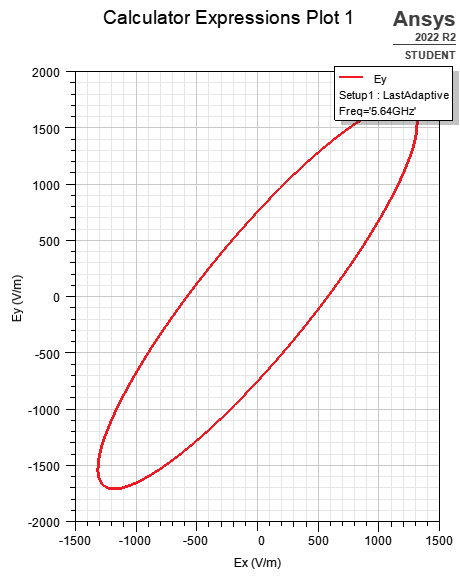 Calculator Expressions Plot 1
Ansys
2022 R2
STUDENT
Ey
Setup1 : LastAdaptive
Freq='5.64GHz'
2000
1500
1000
500
0
-500
-1000
-1500
-2000
Ey (V/m)
-1500 -1000 -500 0 500 1000 1500
Ex (V/m)